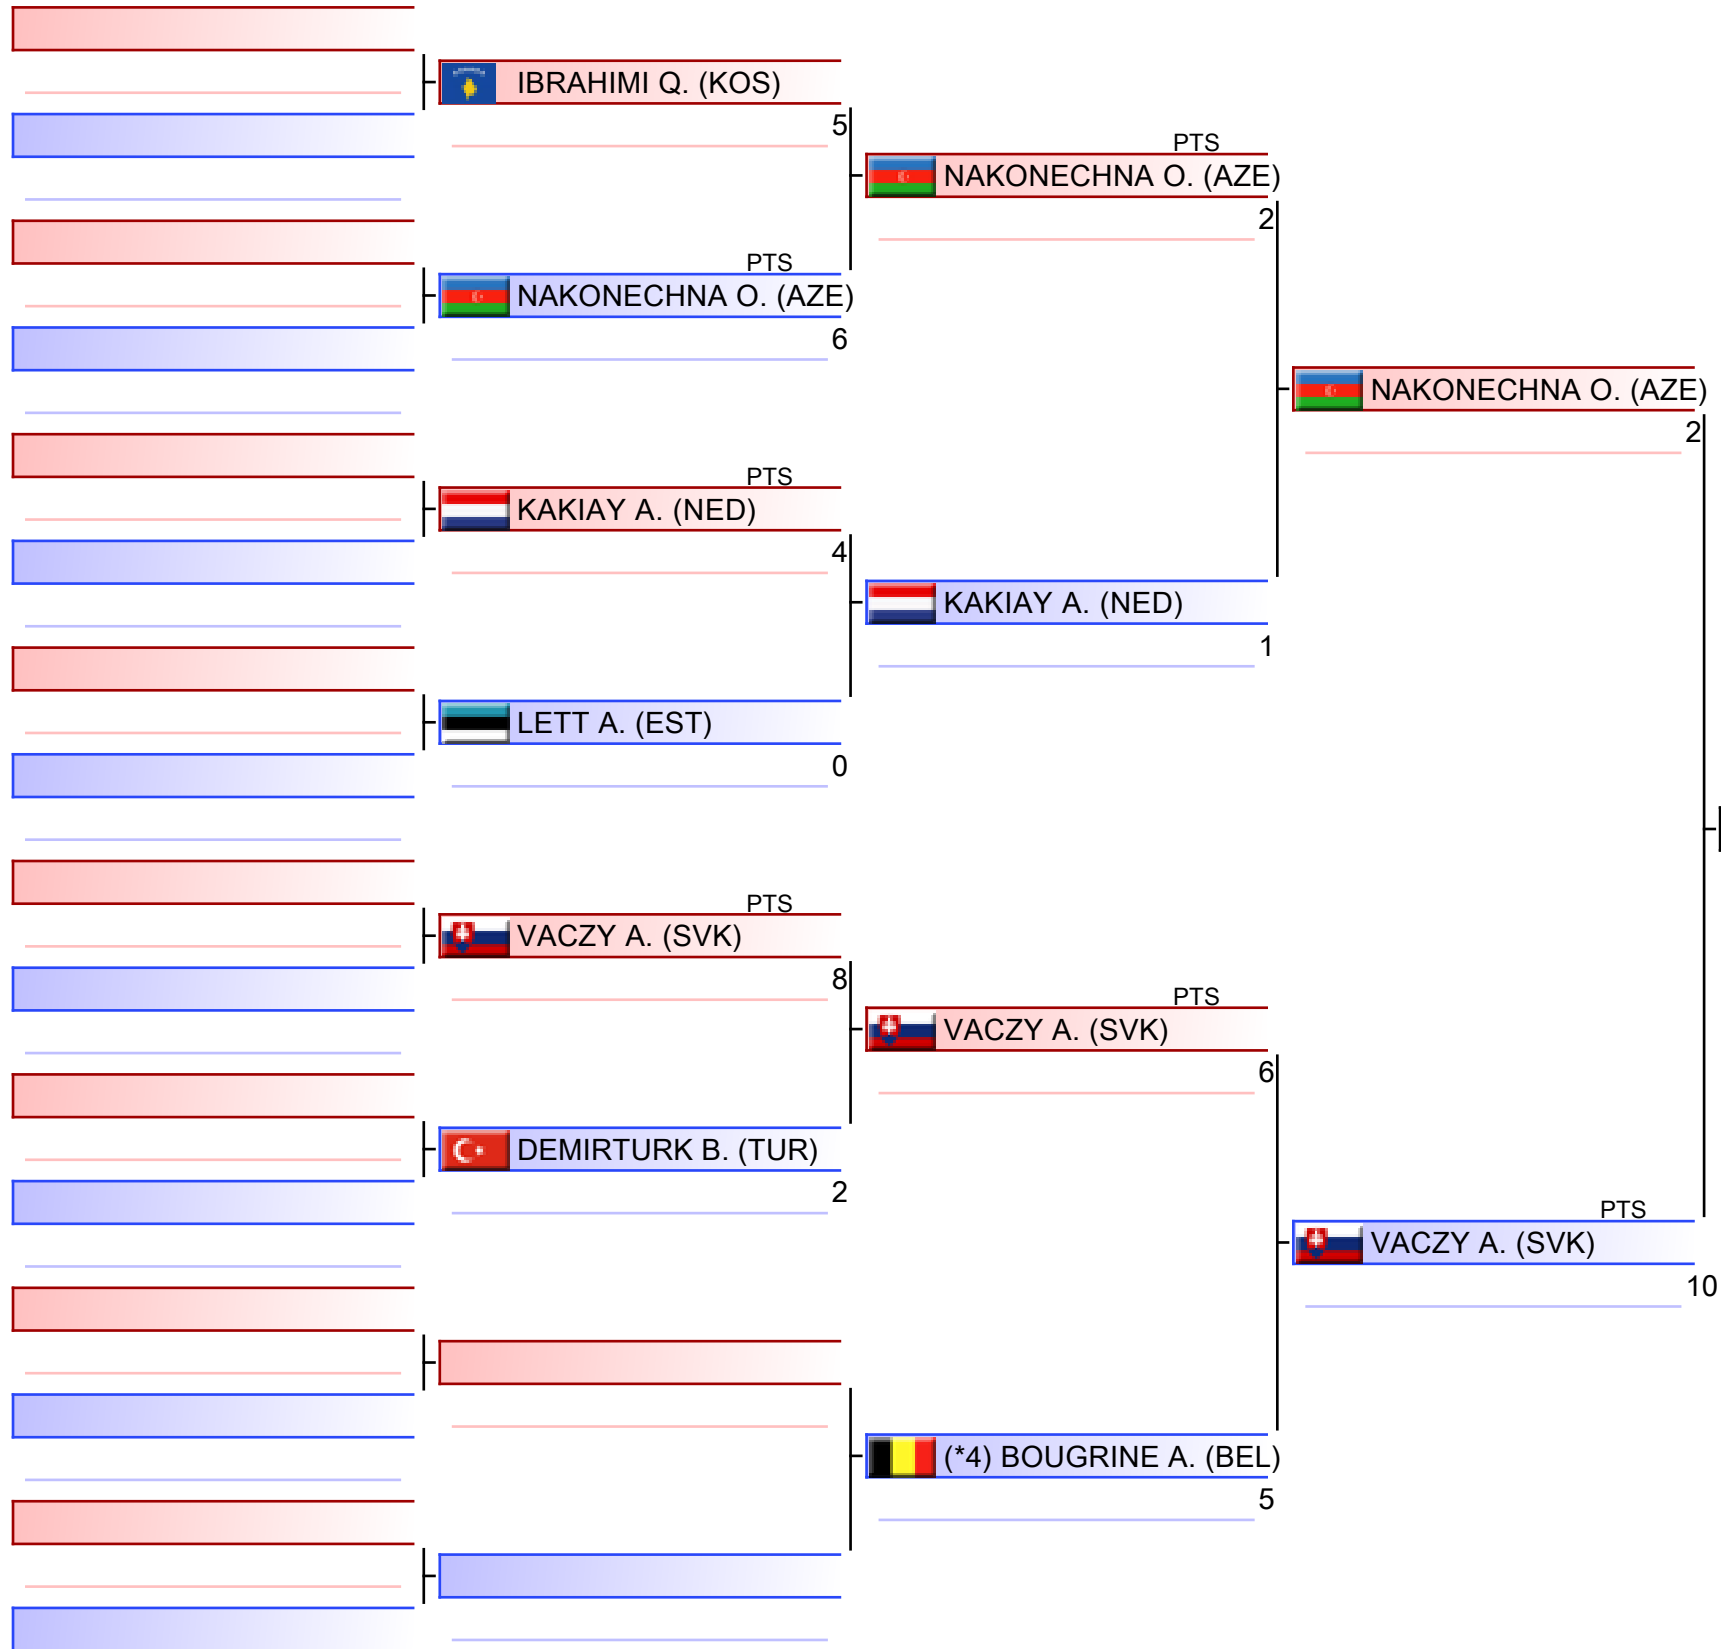 IBRAHIMI Q. (KOS)
5
PTS
NAKONECHNA O. (AZE)
2
PTS
NAKONECHNA O. (AZE)
6
NAKONECHNA O. (AZE)
2
PTS
KAKIAY A. (NED)
4
KAKIAY A. (NED)
1
LETT A. (EST)
0
PTS
VACZY A. (SVK)
8
PTS
VACZY A. (SVK)
6
DEMIRTURK B. (TUR)
2
PTS
VACZY A. (SVK)
10
(*4) BOUGRINE A. (BEL)
5